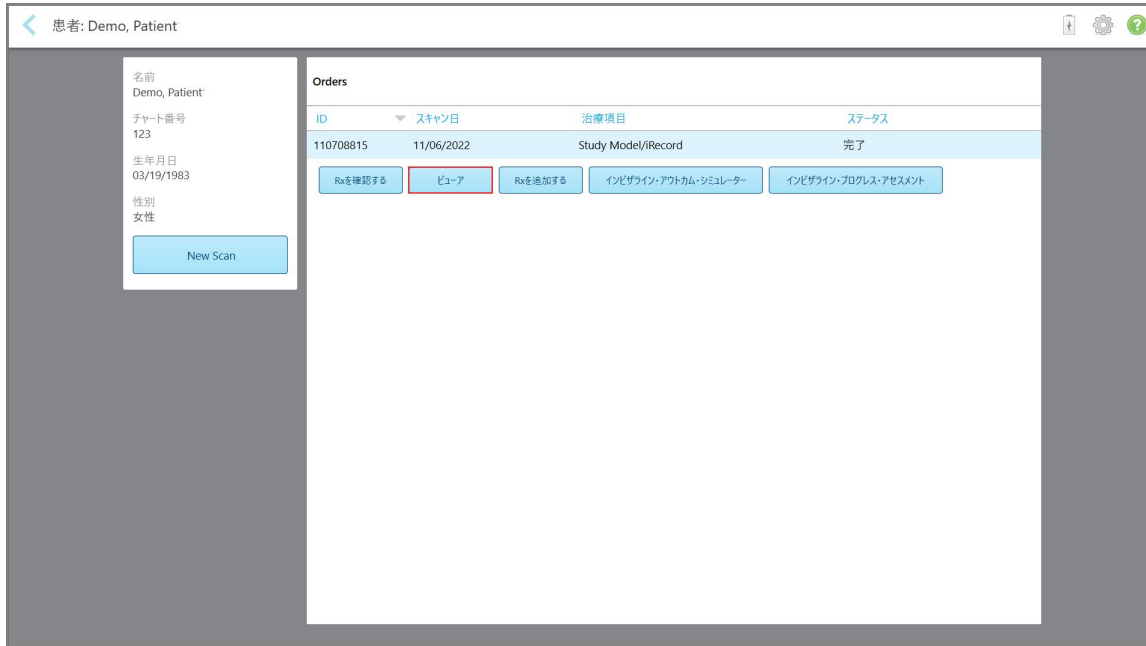 患者: Demo, Patient
名前
Demo, Patient
チャート番号
123
生年月日
03/19/1983
性別
女性
New Scan
Orders
ID スキャン日 治療項目 ステータス
110708815 11/06/2022 Study Model/iRecord 完了
Rxを確認する ビューア Rxを追加する インビザライン・アウトカム・シミュレーター インビザライン・プログレス・アセスメント
?